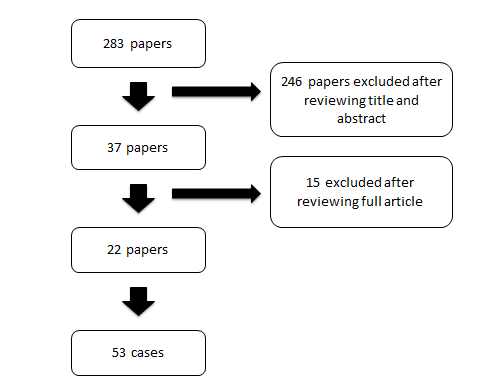 283 papers
246 papers excluded after
reviewing title and
abstract
37 papers
15 excluded after
reviewing full article
22 papers
53 cases